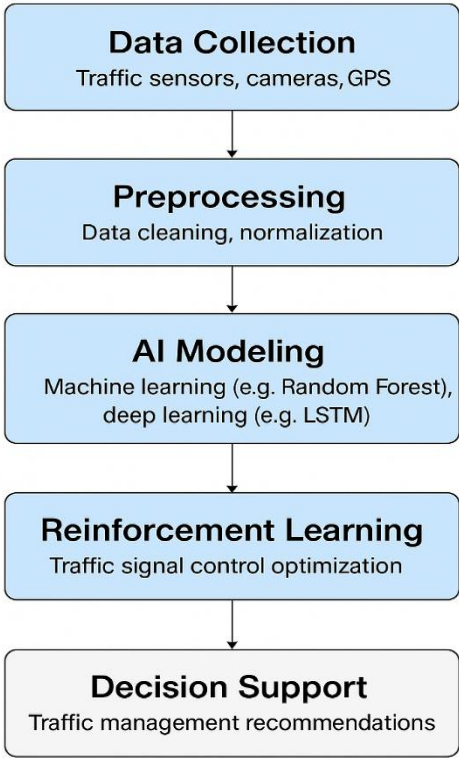 Data Collection
Traffic sensors, cameras, GPS
Preprocessing
Data cleaning, normalization
AI Modeling
Machine learning (e.g. Random Forest),
deep learning (e.g. LSTM)
Reinforcement Learning
Traffic signal control optimization
Decision Support
Traffic management recommendations